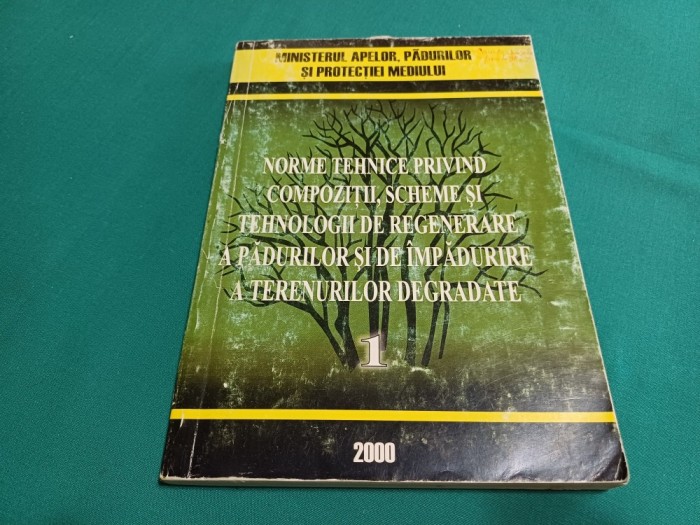 MINISTERUL APELOR, PĂDURILOR
ȘI PROTECȚIEI MEDIULUI
NORME TEHNICE PRIVIND
COMPOZIȚII, SCHEME ȘI
TEHNOLOGII DE REGENERARE
A PĂDURILOR ȘI DE ÎMPĂDURIRE
A TERENURILOR DEGRADATE
1
2000